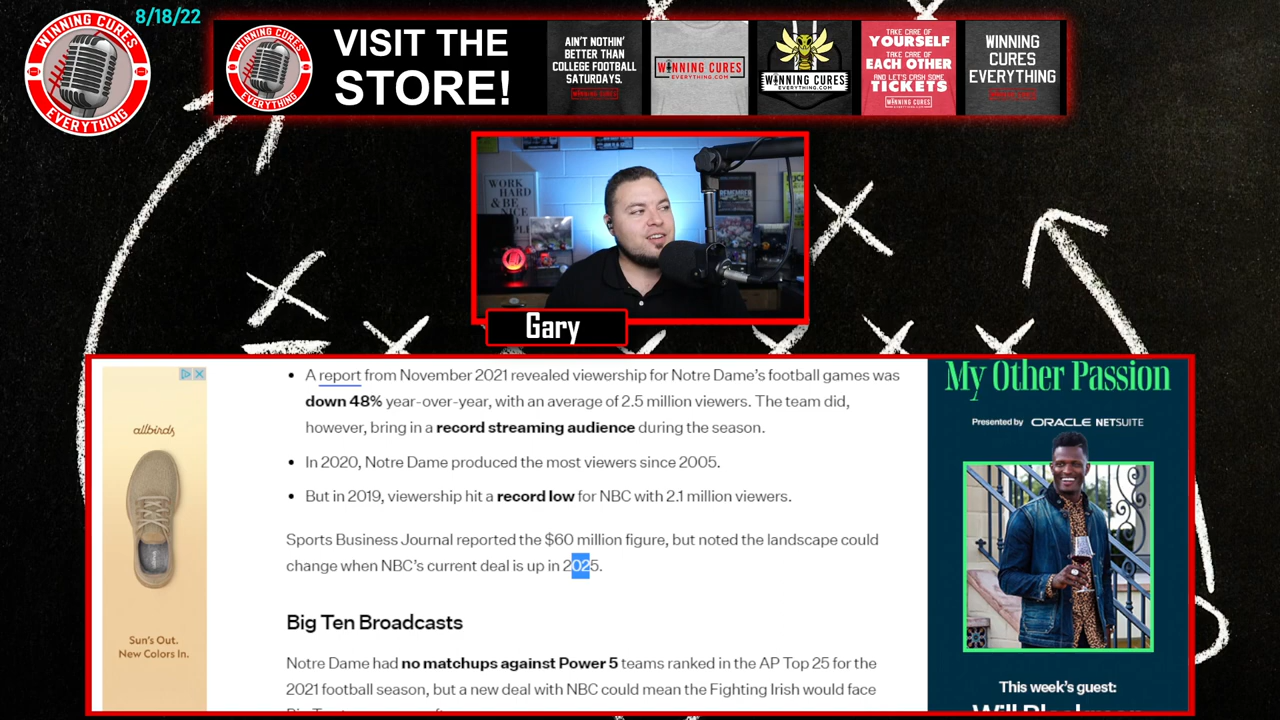 8/18/22
WINNING CURES
EVERYTHING
WINNING CURES
EVERYTHING
VISIT THE
STORE!
AIN'T NOTHIN'
BETTER THAN
COLLEGE FOOTBALL
SATURDAYS.
WINNING CURES
WINNING CURES
EVERYTHING.COM
WINNING CURES
EVERYTHING.COM
TAKE CARE OF
YOURSELF
TAKE CARE OF
EACH OTHER
AND LET'S CASH SOME
TICKETS
WINNING CURES
WINNING
CURES
EVERYTHING
WORK
HARD
& BE
NICE
Gary
allbirds
Sun's Out.
New Colors In.
• A report from November 2021 revealed viewership for Notre Dame's football games was
down 48% year-over-year, with an average of 2.5 million viewers. The team did,
however, bring in a record streaming audience during the season.
• In 2020, Notre Dame produced the most viewers since 2005.
• But in 2019, viewership hit a record low for NBC with 2.1 million viewers.
Sports Business Journal reported the $60 million figure, but noted the landscape could
change when NBC's current deal is up in 2025.
Big Ten Broadcasts
Notre Dame had no matchups against Power 5 teams ranked in the AP Top 25 for the
2021 football season, but a new deal with NBC could mean the Fighting Irish would face
My Other Passion
Presented by ORACLE NETSUITE
This week's guest: